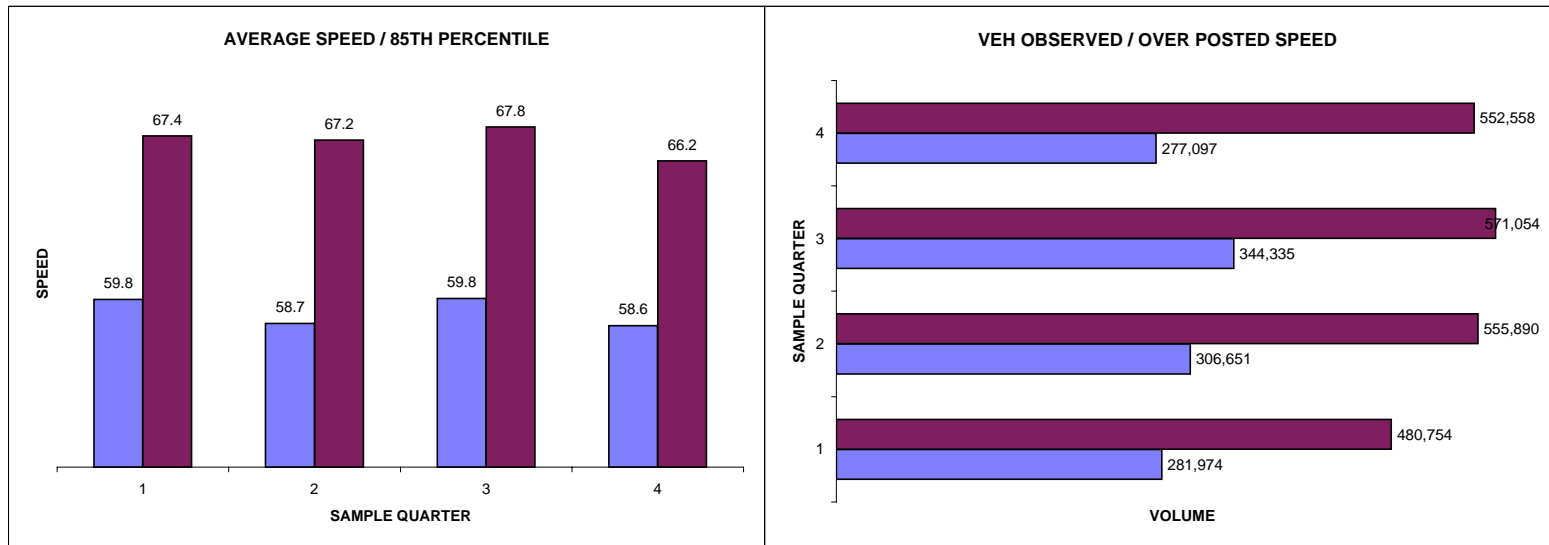 AVERAGE SPEED / 85TH PERCENTILE
67.4
67.2
67.8
66.2
59.8
58.7
59.8
58.6
SPEED
1 2 3 4
SAMPLE QUARTER
VEH OBSERVED / OVER POSTED SPEED
4
552,558
277,097
3
571,054
344,335
2
555,890
306,651
1
480,754
281,974
SAMPLE QUARTER
VOLUME